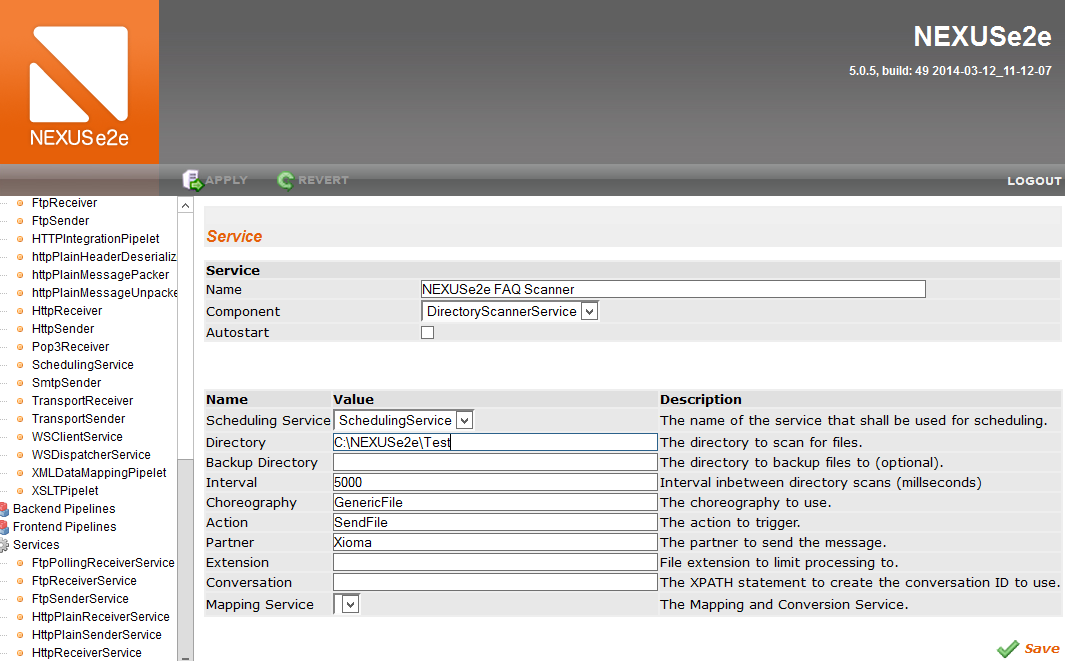 NEXUSe2e
NEXUSe2e
5.0.5, build: 49 2014-03-12_11-12-07
APPLY REVERT LOGOUT
FtpReceiver
FtpSender
HTTPIntegrationPipelet
httpPlainHeaderDeserializ
httpPlainMessagePacker
httpPlainMessageUnpacke
HttpReceiver
HttpSender
Pop3Receiver
SchedulingService
SmtpSender
TransportReceiver
TransportSender
WSClientService
WSDispatcherService
XMLDataMappingPipelet
XSLTPipelet
Backend Pipelines
Frontend Pipelines
Services
FtpPollingReceiverService
FtpReceiverService
FtpSenderService
HttpPlainReceiverService
HttpPlainSenderService
HttpReceiverService
Service
Service
Name NEXUSe2e FAQ Scanner
Component DirectoryScannerService
Autostart
Name Value Description
Scheduling Service SchedulingService The name of the service that shall be used for scheduling.
Directory C:\NEXUSe2e\Test The directory to scan for files.
Backup Directory The directory to backup files to (optional).
Interval 5000 Interval inbetween directory scans (millseconds)
Choreography GenericFile The choreography to use.
Action SendFile The action to trigger.
Partner Xioma The partner to send the message.
Extension File extension to limit processing to.
Conversation The XPATH statement to create the conversation ID to use.
Mapping Service The Mapping and Conversion Service.
Save